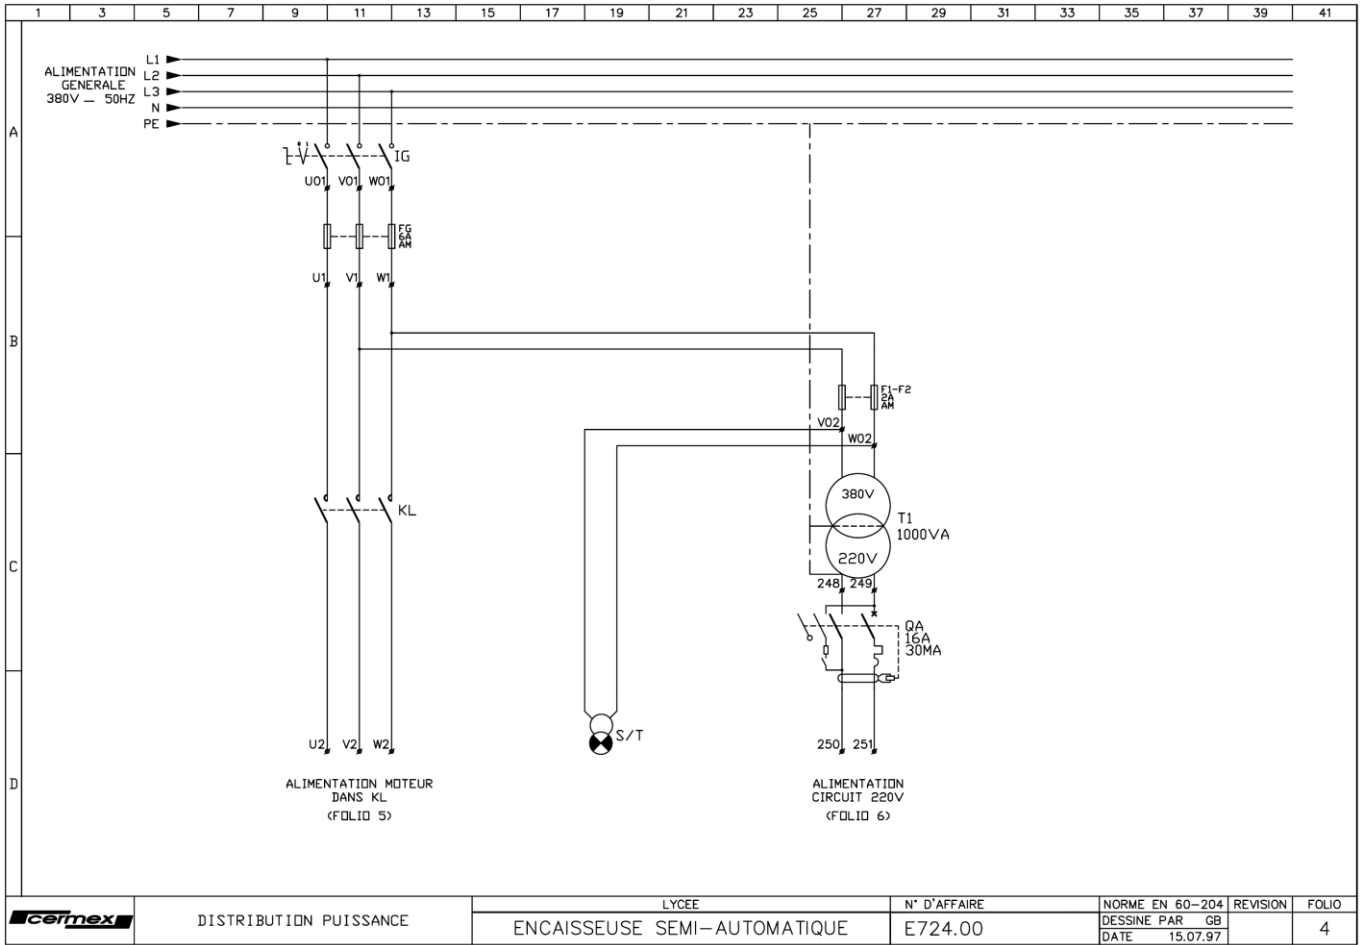 1 3 5 7 9 11 13 15 17 19 21 23 25 27 29 31 33 35 37 39 41
ALIMENTATION
GENERALE
380V — 50HZ
L1
L2
L3
N
PE
A
0 1
IG
U01 V01 W01
FG
6A
AM
U1 V1 W1
B
F1-F2
2A
AM
V02
W02
380V
KL
T1
1000VA
220V
C
248 249
QA
16A
30MA
S/T
U2 V2 W2
250 251
D
ALIMENTATION MOTEUR
DANS KL
(FOLIO 5)
ALIMENTATION
CIRCUIT 220V
(FOLIO 6)
cermex
DISTRIBUTION PUISSANCE
LYCEE
ENCAISSEUSE SEMI-AUTOMATIQUE
N° D'AFFAIRE
E724.00
NORME EN 60-204
DESSINE PAR GB
DATE 15.07.97
REVISION
FOLIO
4